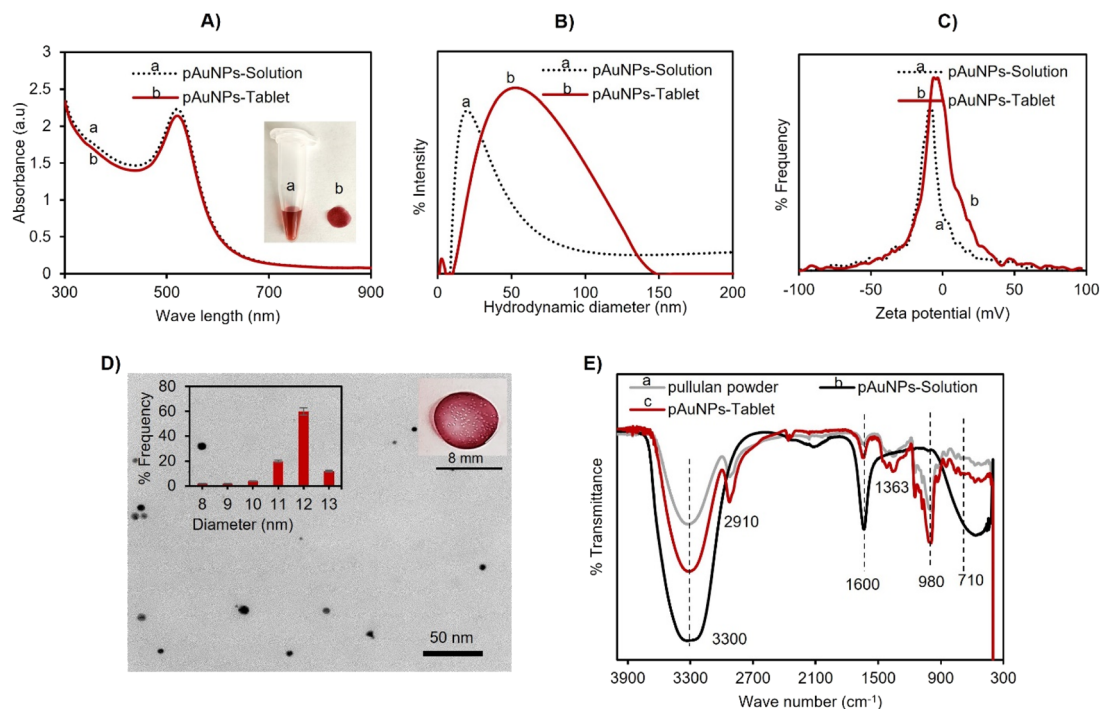 A)
3
2.5
2
1.5
1
0.5
0
300
500
700
900
Absorbance (a.u)
Wave length (nm)
a
pAuNPs-Solution
b
pAuNPs-Tablet
a
b
a
b
B)
a
pAuNPs-Solution
b
pAuNPs-Tablet
a
b
% Intensity
0
50
100
150
200
Hydrodynamic diameter (nm)
C)
a
pAuNPs-Solution
b
pAuNPs-Tablet
a
b
% Frequency
-100
-50
0
50
100
Zeta potential (mV)
D)
80
60
40
20
0
% Frequency
8 9 10 11 12 13
Diameter (nm)
8 mm
50 nm
E)
a
pullulan powder
b
pAuNPs-Solution
c
pAuNPs-Tablet
% Transmittance
2910
3300
1600
1363
980
710
3900 3300 2700 2100 1500 900 300
Wave number (cm⁻¹)